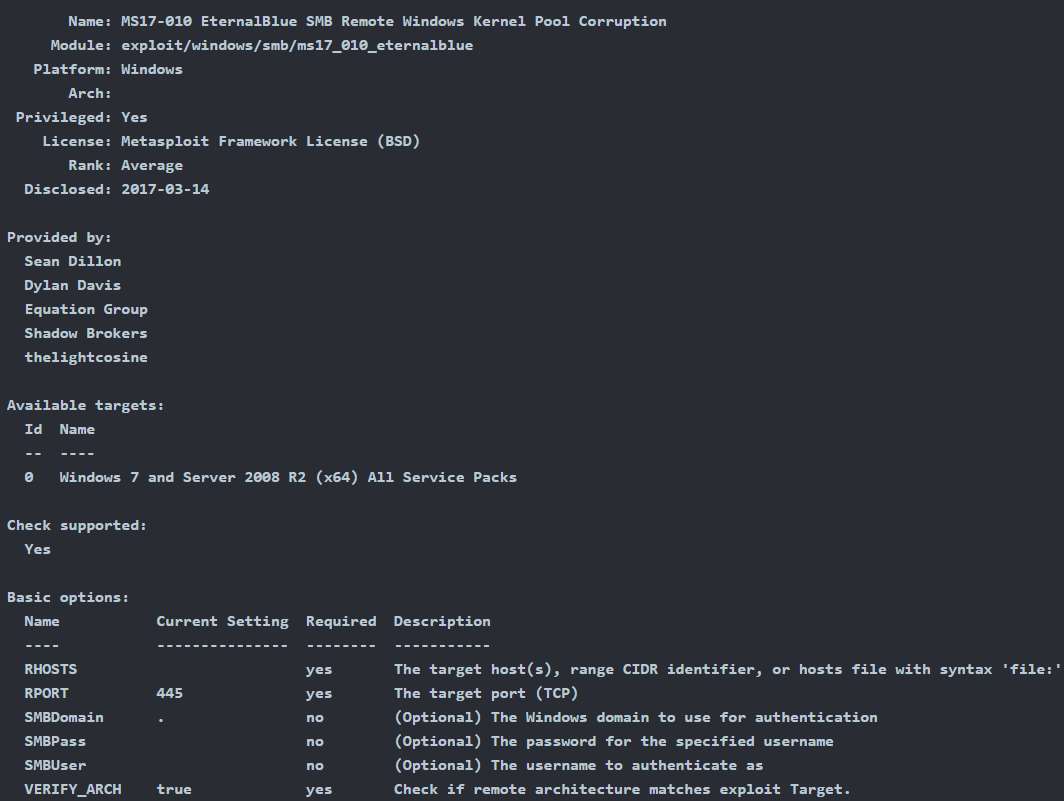 Name: MS17-010 EternalBlue SMB Remote Windows Kernel Pool Corruption
Module: exploit/windows/smb/ms17_010_eternalblue
Platform: Windows
Arch:
Privileged: Yes
License: Metasploit Framework License (BSD)
Rank: Average
Disclosed: 2017-03-14

Provided by:
Sean Dillon
Dylan Davis
Equation Group
Shadow Brokers
thelightcosine

Available targets:
Id  Name
--  ----
0   Windows 7 and Server 2008 R2 (x64) All Service Packs

Check supported:
Yes

Basic options:
Name           Current Setting  Required  Description
----           ---------------  --------  -----------
RHOSTS                          yes       The target host(s), range CIDR identifier, or hosts file with syntax 'file:'
RPORT          445              yes       The target port (TCP)
SMBDomain      .                no        (Optional) The Windows domain to use for authentication
SMBPass                         no        (Optional) The password for the specified username
SMBUser                         no        (Optional) The username to authenticate as
VERIFY_ARCH    true             yes       Check if remote architecture matches exploit Target.